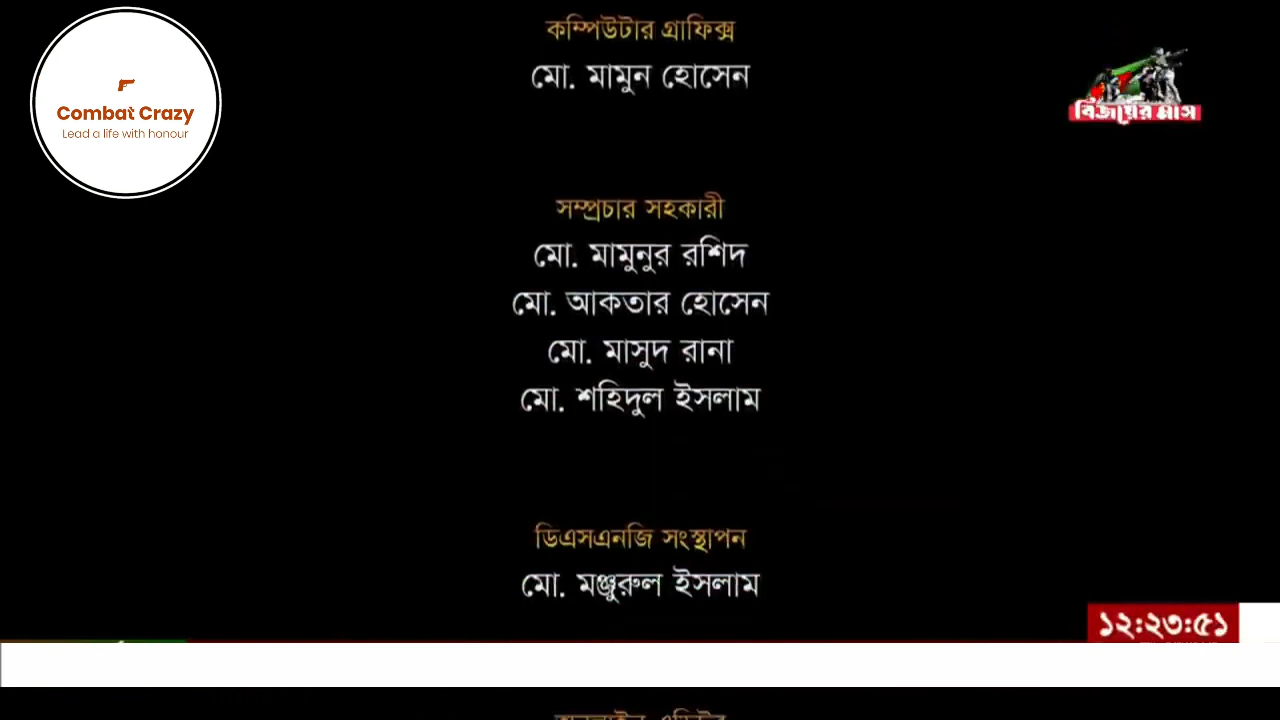 কম্পিউটার গ্রাফিক্স
মো. মামুন হোসেন
Combat Crazy
Lead a life with honour
বিজয়ের মাস
সম্প্রচার সহকারী
মো. মামুনুর রশিদ
মো. আকতার হোসেন
মো. মাসুদ রানা
মো. শহিদুল ইসলাম
ডিএসএনজি সংস্থাপন
মো. মঞ্জুরুল ইসলাম
১২:২৩:৫১